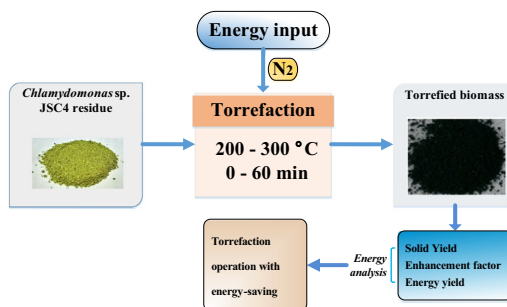 Energy input
N2
Chlamydomonas sp.
JSC4 residue
Torrefaction
200 - 300 °C
0 - 60 min
Torrefied biomass
Solid Yield
Enhancement factor
Energy yield
Energy
analysis
Torrefaction
operation with
energy-saving